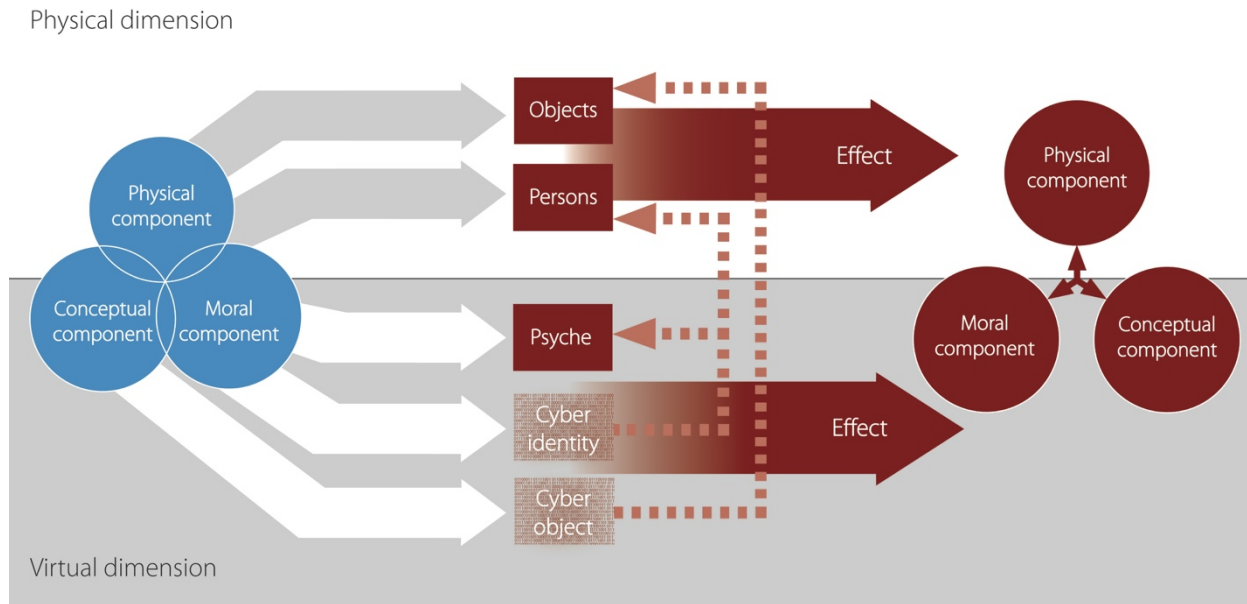 Physical dimension
Physical
component
Conceptual
component
Moral
component
Objects
Persons
Psyche
Cyber
identity
Cyber
object
Effect
Effect
Physical
component
Moral
component
Conceptual
component
Virtual dimension